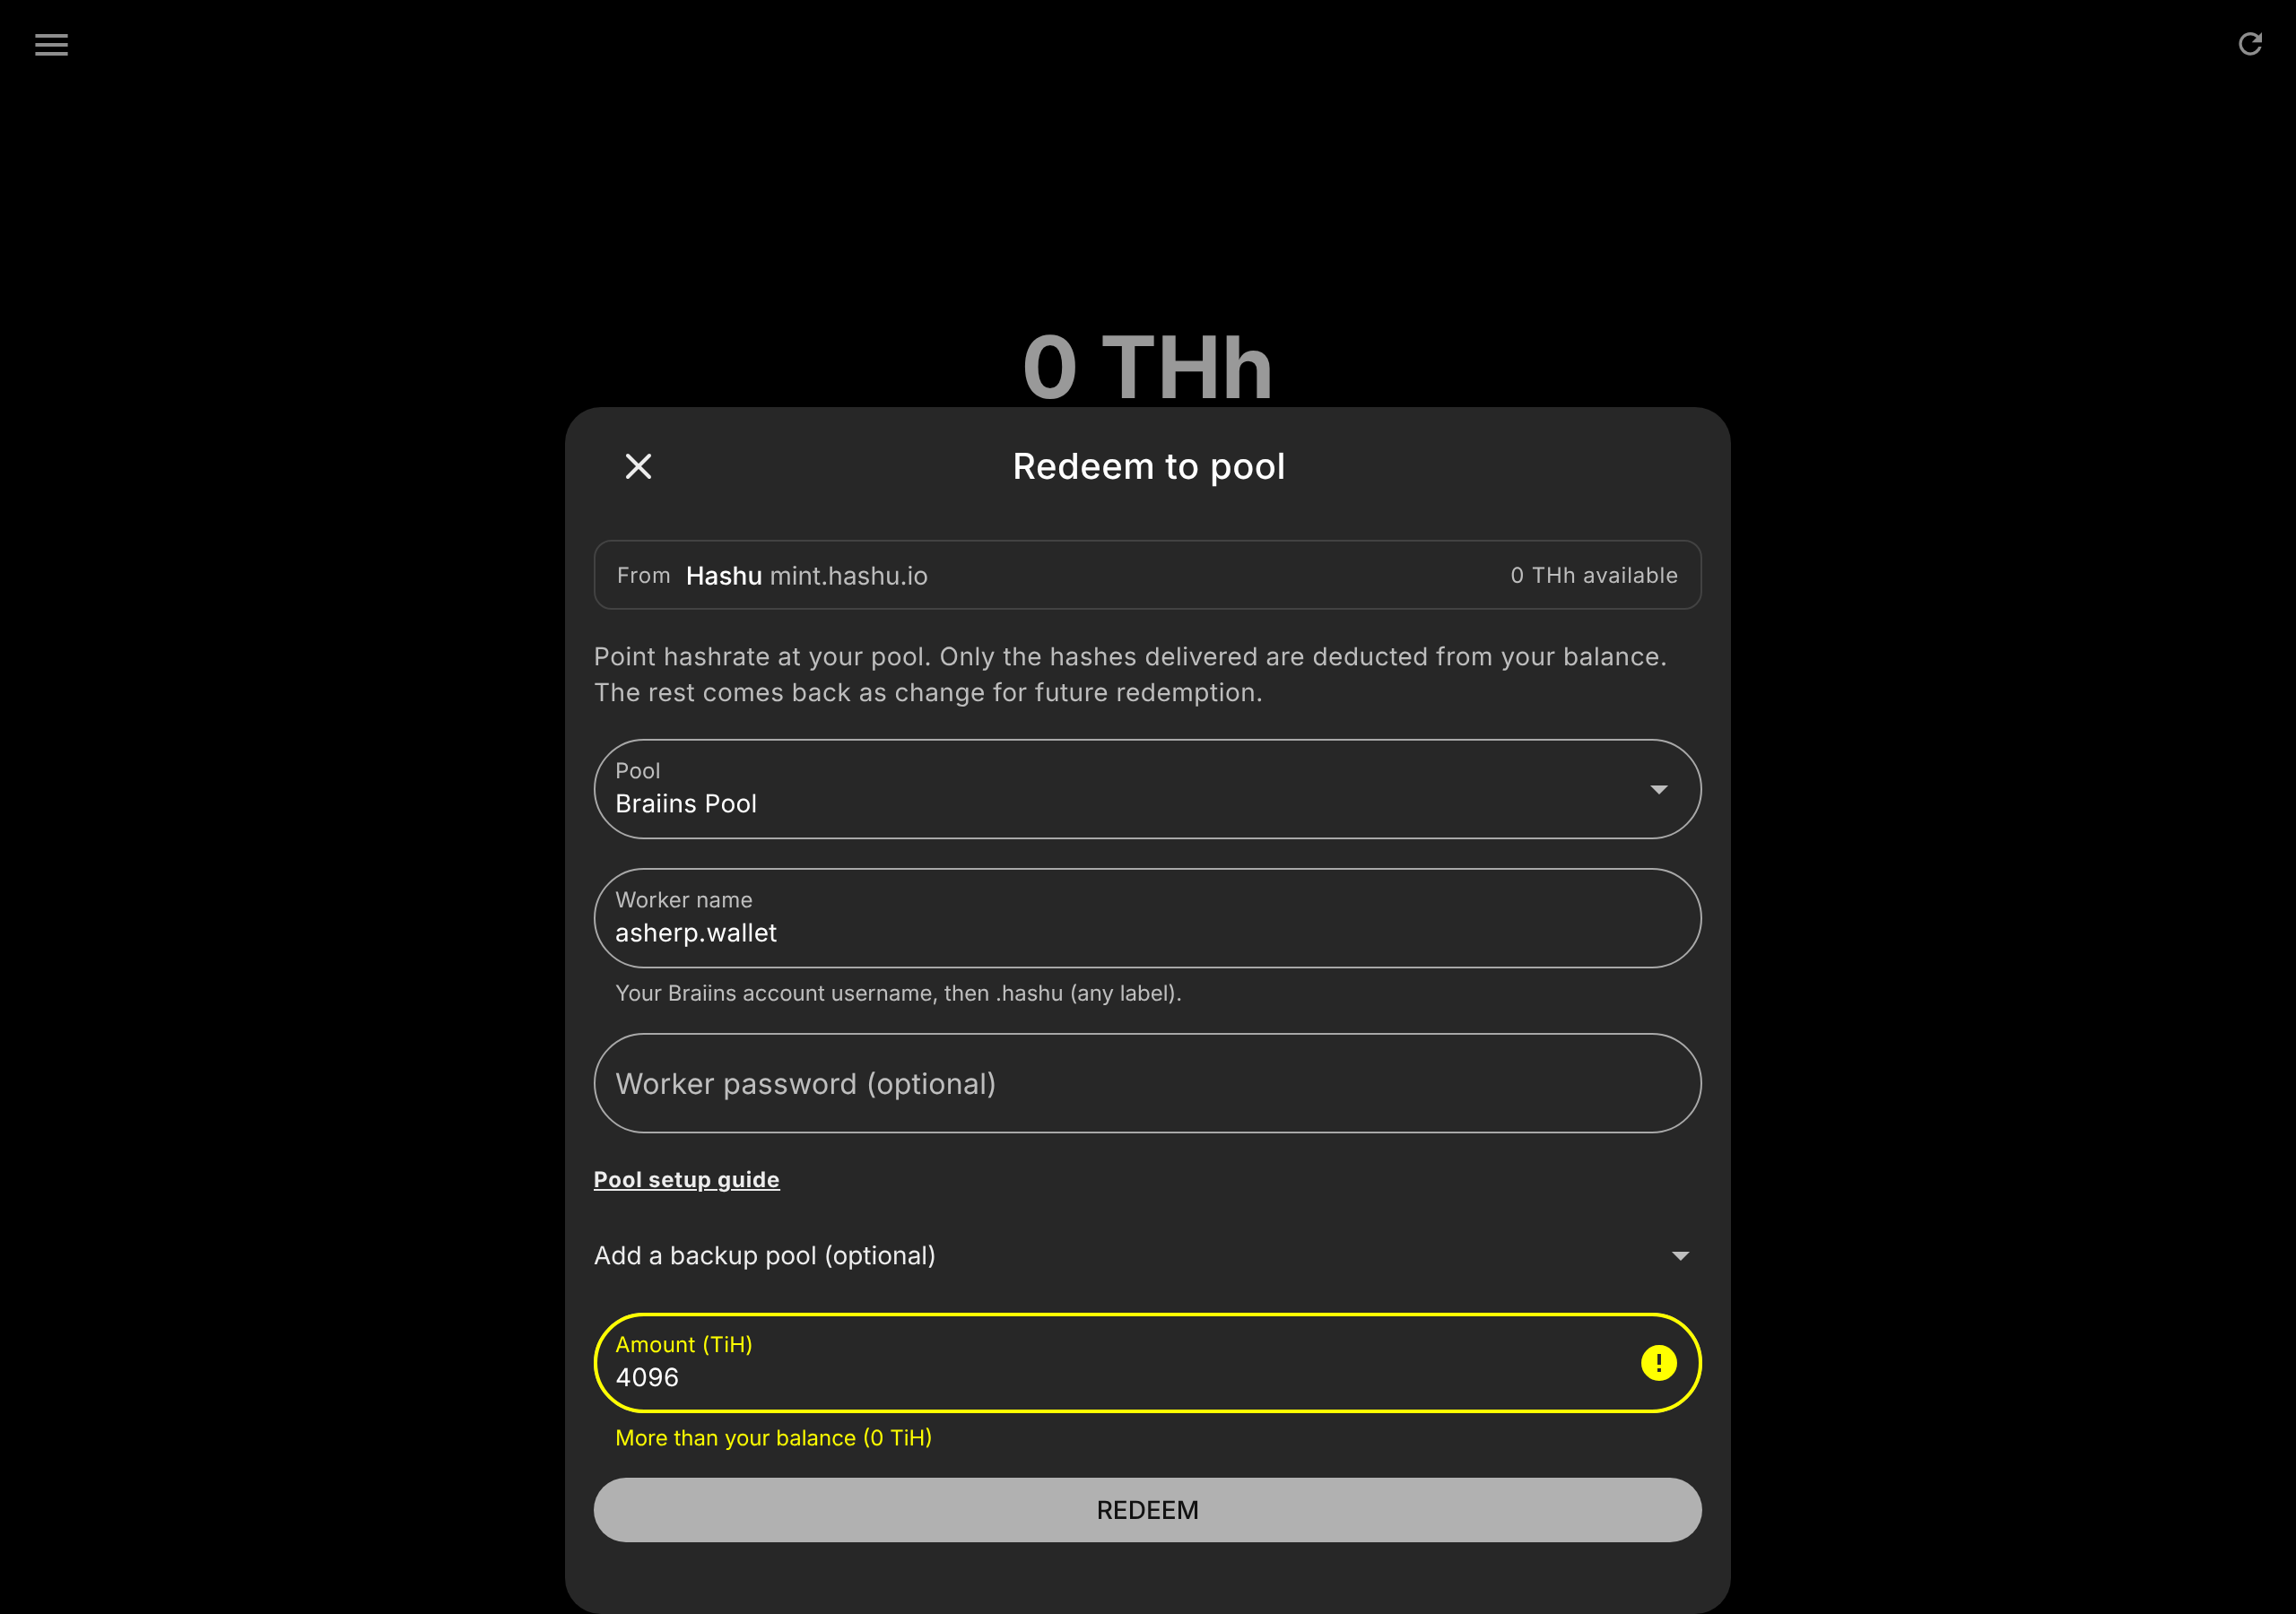 0 THh
Redeem to pool
From Hashu mint.hashu.io 0 THh available
Point hashrate at your pool. Only the hashes delivered are deducted from your balance.
The rest comes back as change for future redemption.
Pool
Braiins Pool
Worker name
asherp.wallet
Your Braiins account username, then .hashu (any label).
Worker password (optional)
Pool setup guide
Add a backup pool (optional)
Amount (TiH)
4096
More than your balance (0 TiH)
REDEEM